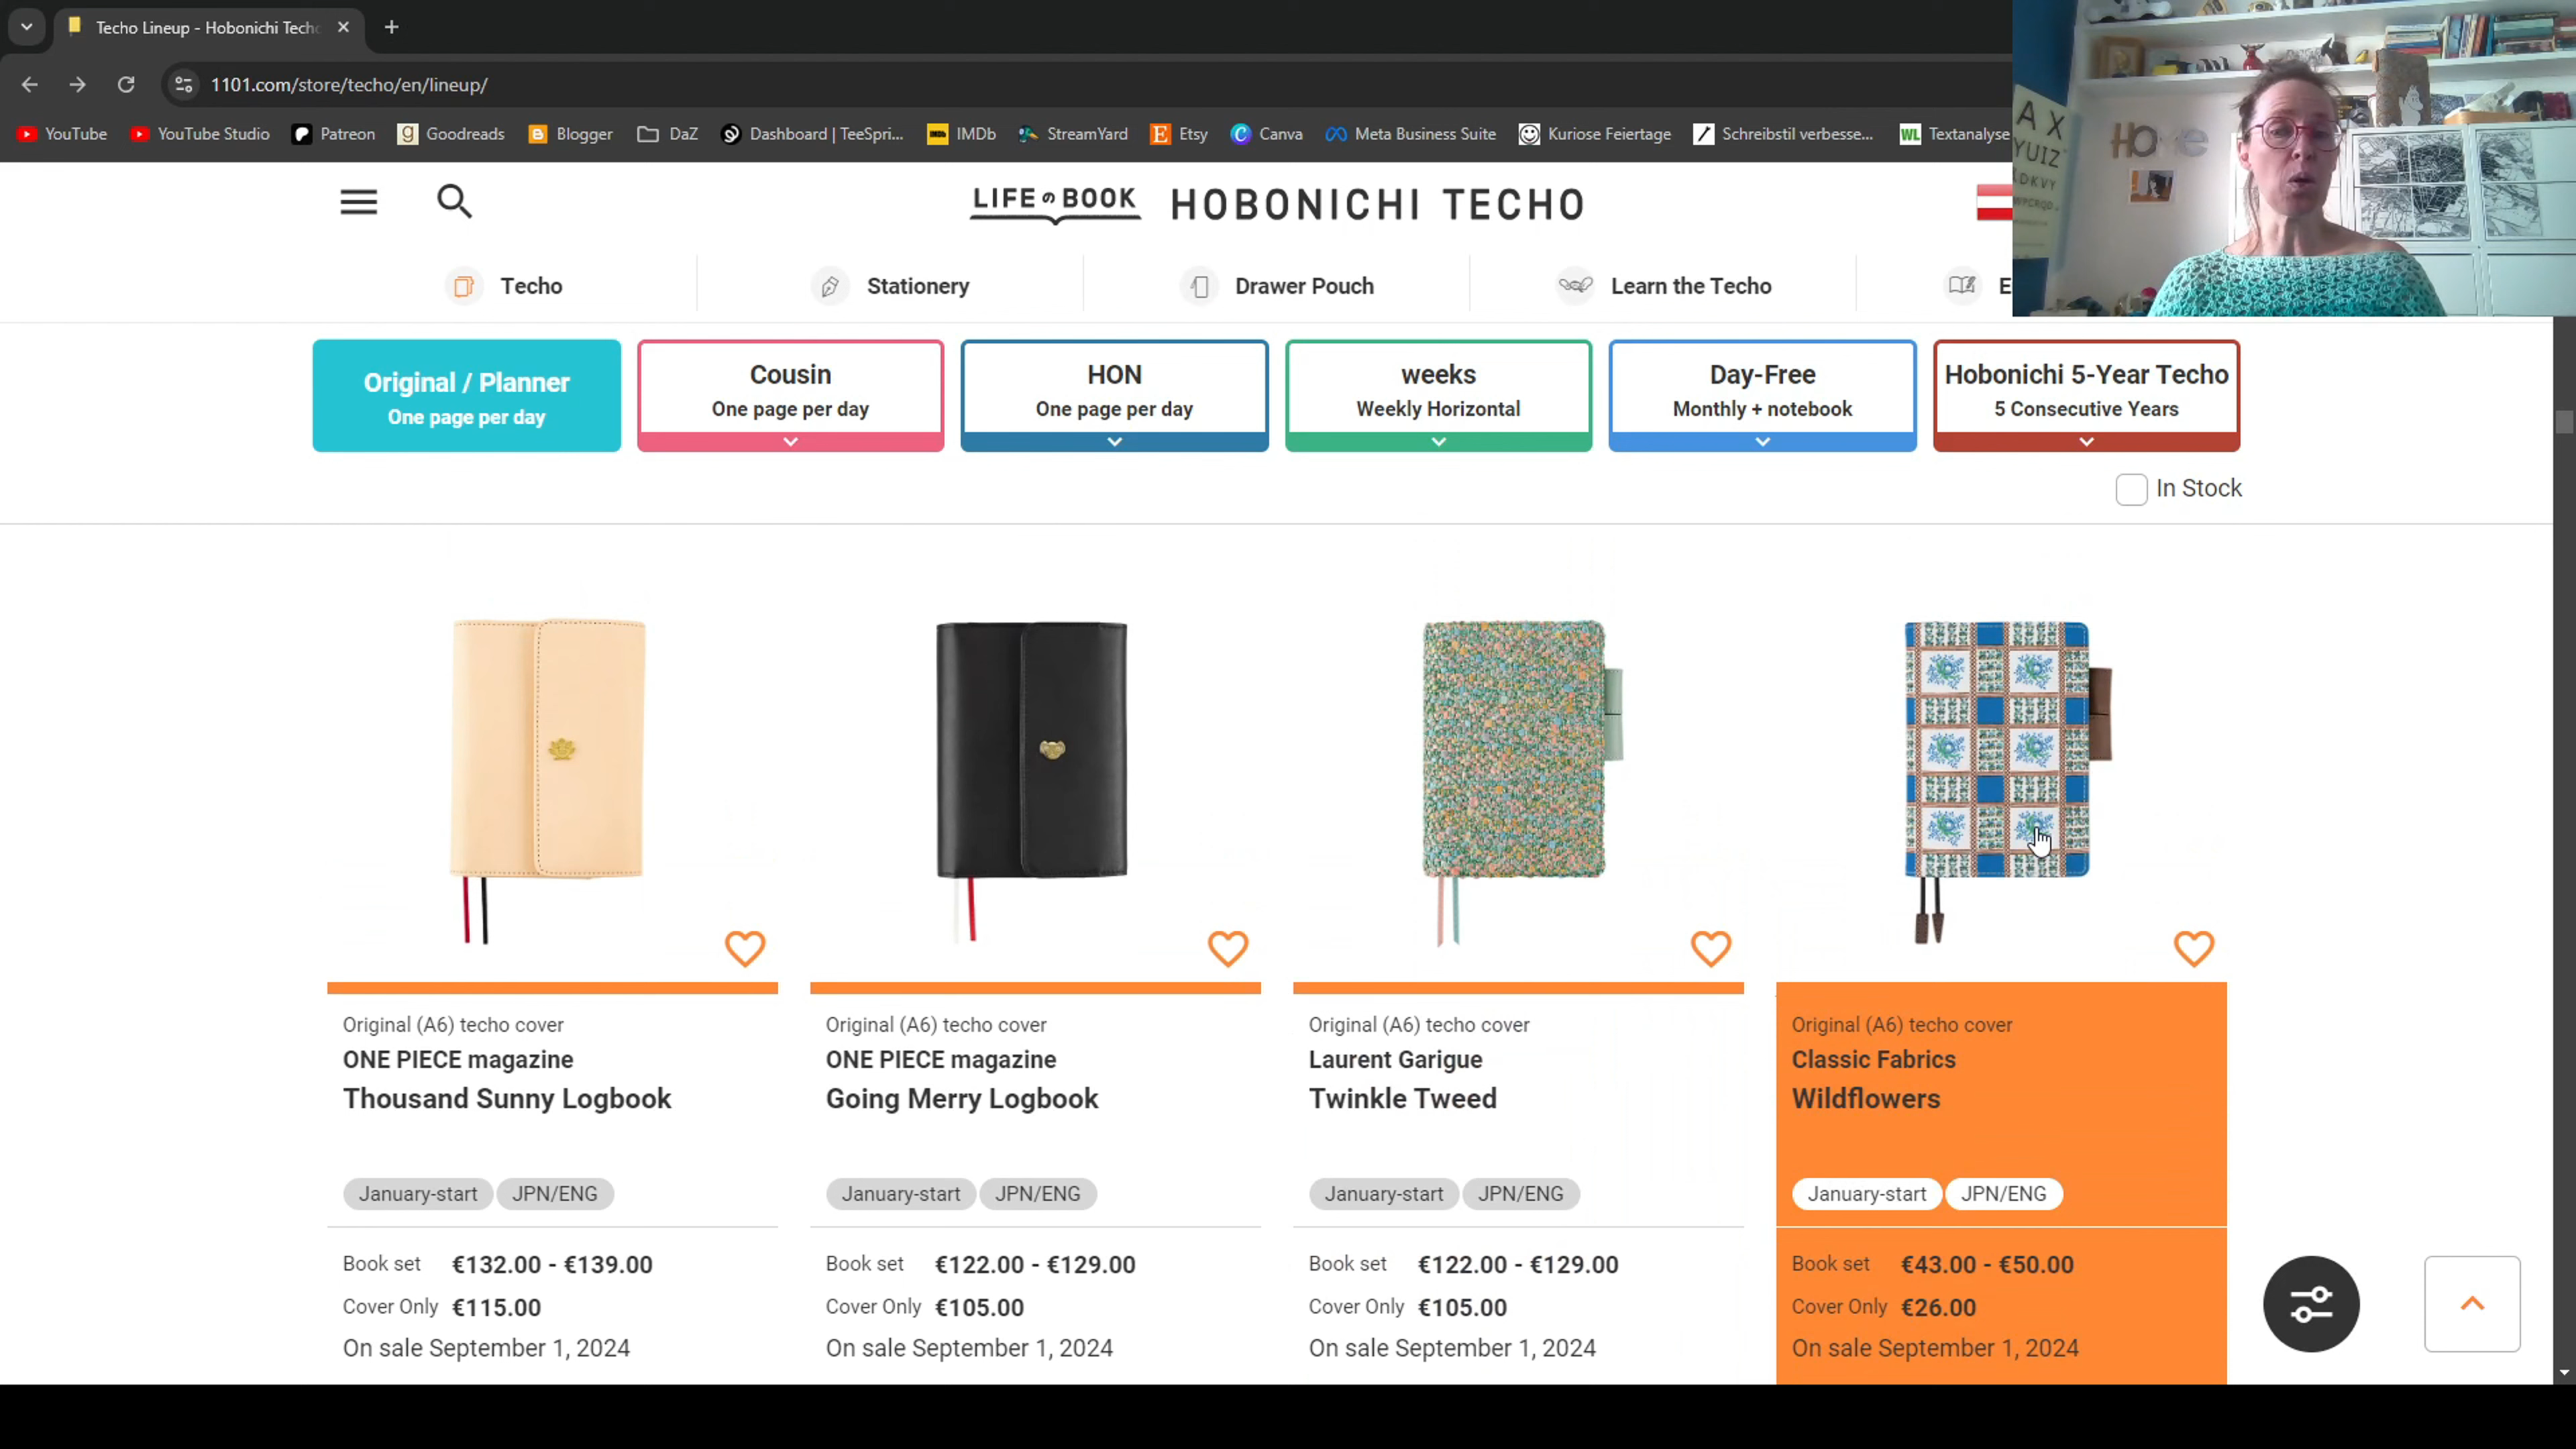 Techo Lineup - Hobonichi Techo
1101.com/store/techo/en/lineup/
YouTube
YouTube Studio
Patreon
Goodreads
Blogger
DaZ
Dashboard | TeeSpri...
IMDb
StreamYard
Etsy
Canva
Meta Business Suite
Kuriose Feiertage
Schreibstil verbesse...
WL
Textanalyse
LIFE の BOOK HOBONICHI TECHO
Techo
Stationery
Drawer Pouch
Learn the Techo
E
Original / Planner
One page per day
Cousin
One page per day
HON
One page per day
weeks
Weekly Horizontal
Day-Free
Monthly + notebook
Hobonichi 5-Year Techo
5 Consecutive Years
In Stock
Original (A6) techo cover
ONE PIECE magazine
Thousand Sunny Logbook
January-start JPN/ENG
Book set €132.00 - €139.00
Cover Only €115.00
On sale September 1, 2024
Original (A6) techo cover
ONE PIECE magazine
Going Merry Logbook
January-start JPN/ENG
Book set €122.00 - €129.00
Cover Only €105.00
On sale September 1, 2024
Original (A6) techo cover
Laurent Garigue
Twinkle Tweed
January-start JPN/ENG
Book set €122.00 - €129.00
Cover Only €105.00
On sale September 1, 2024
Original (A6) techo cover
Classic Fabrics
Wildflowers
January-start JPN/ENG
Book set €43.00 - €50.00
Cover Only €26.00
On sale September 1, 2024
A X
YUIZ
DKVY